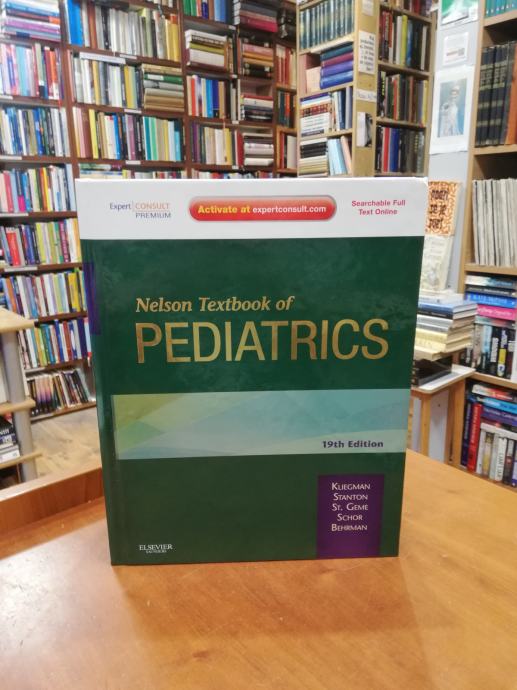 Expert CONSULT
PREMIUM
Activate at expertconsult.com
Searchable Full
Text Online
Nelson Textbook of
PEDIATRICS
19th Edition
KLIEGMAN
STANTON
ST. GEME
SCHOR
BEHRMAN
ELSEVIER
SAUNDERS